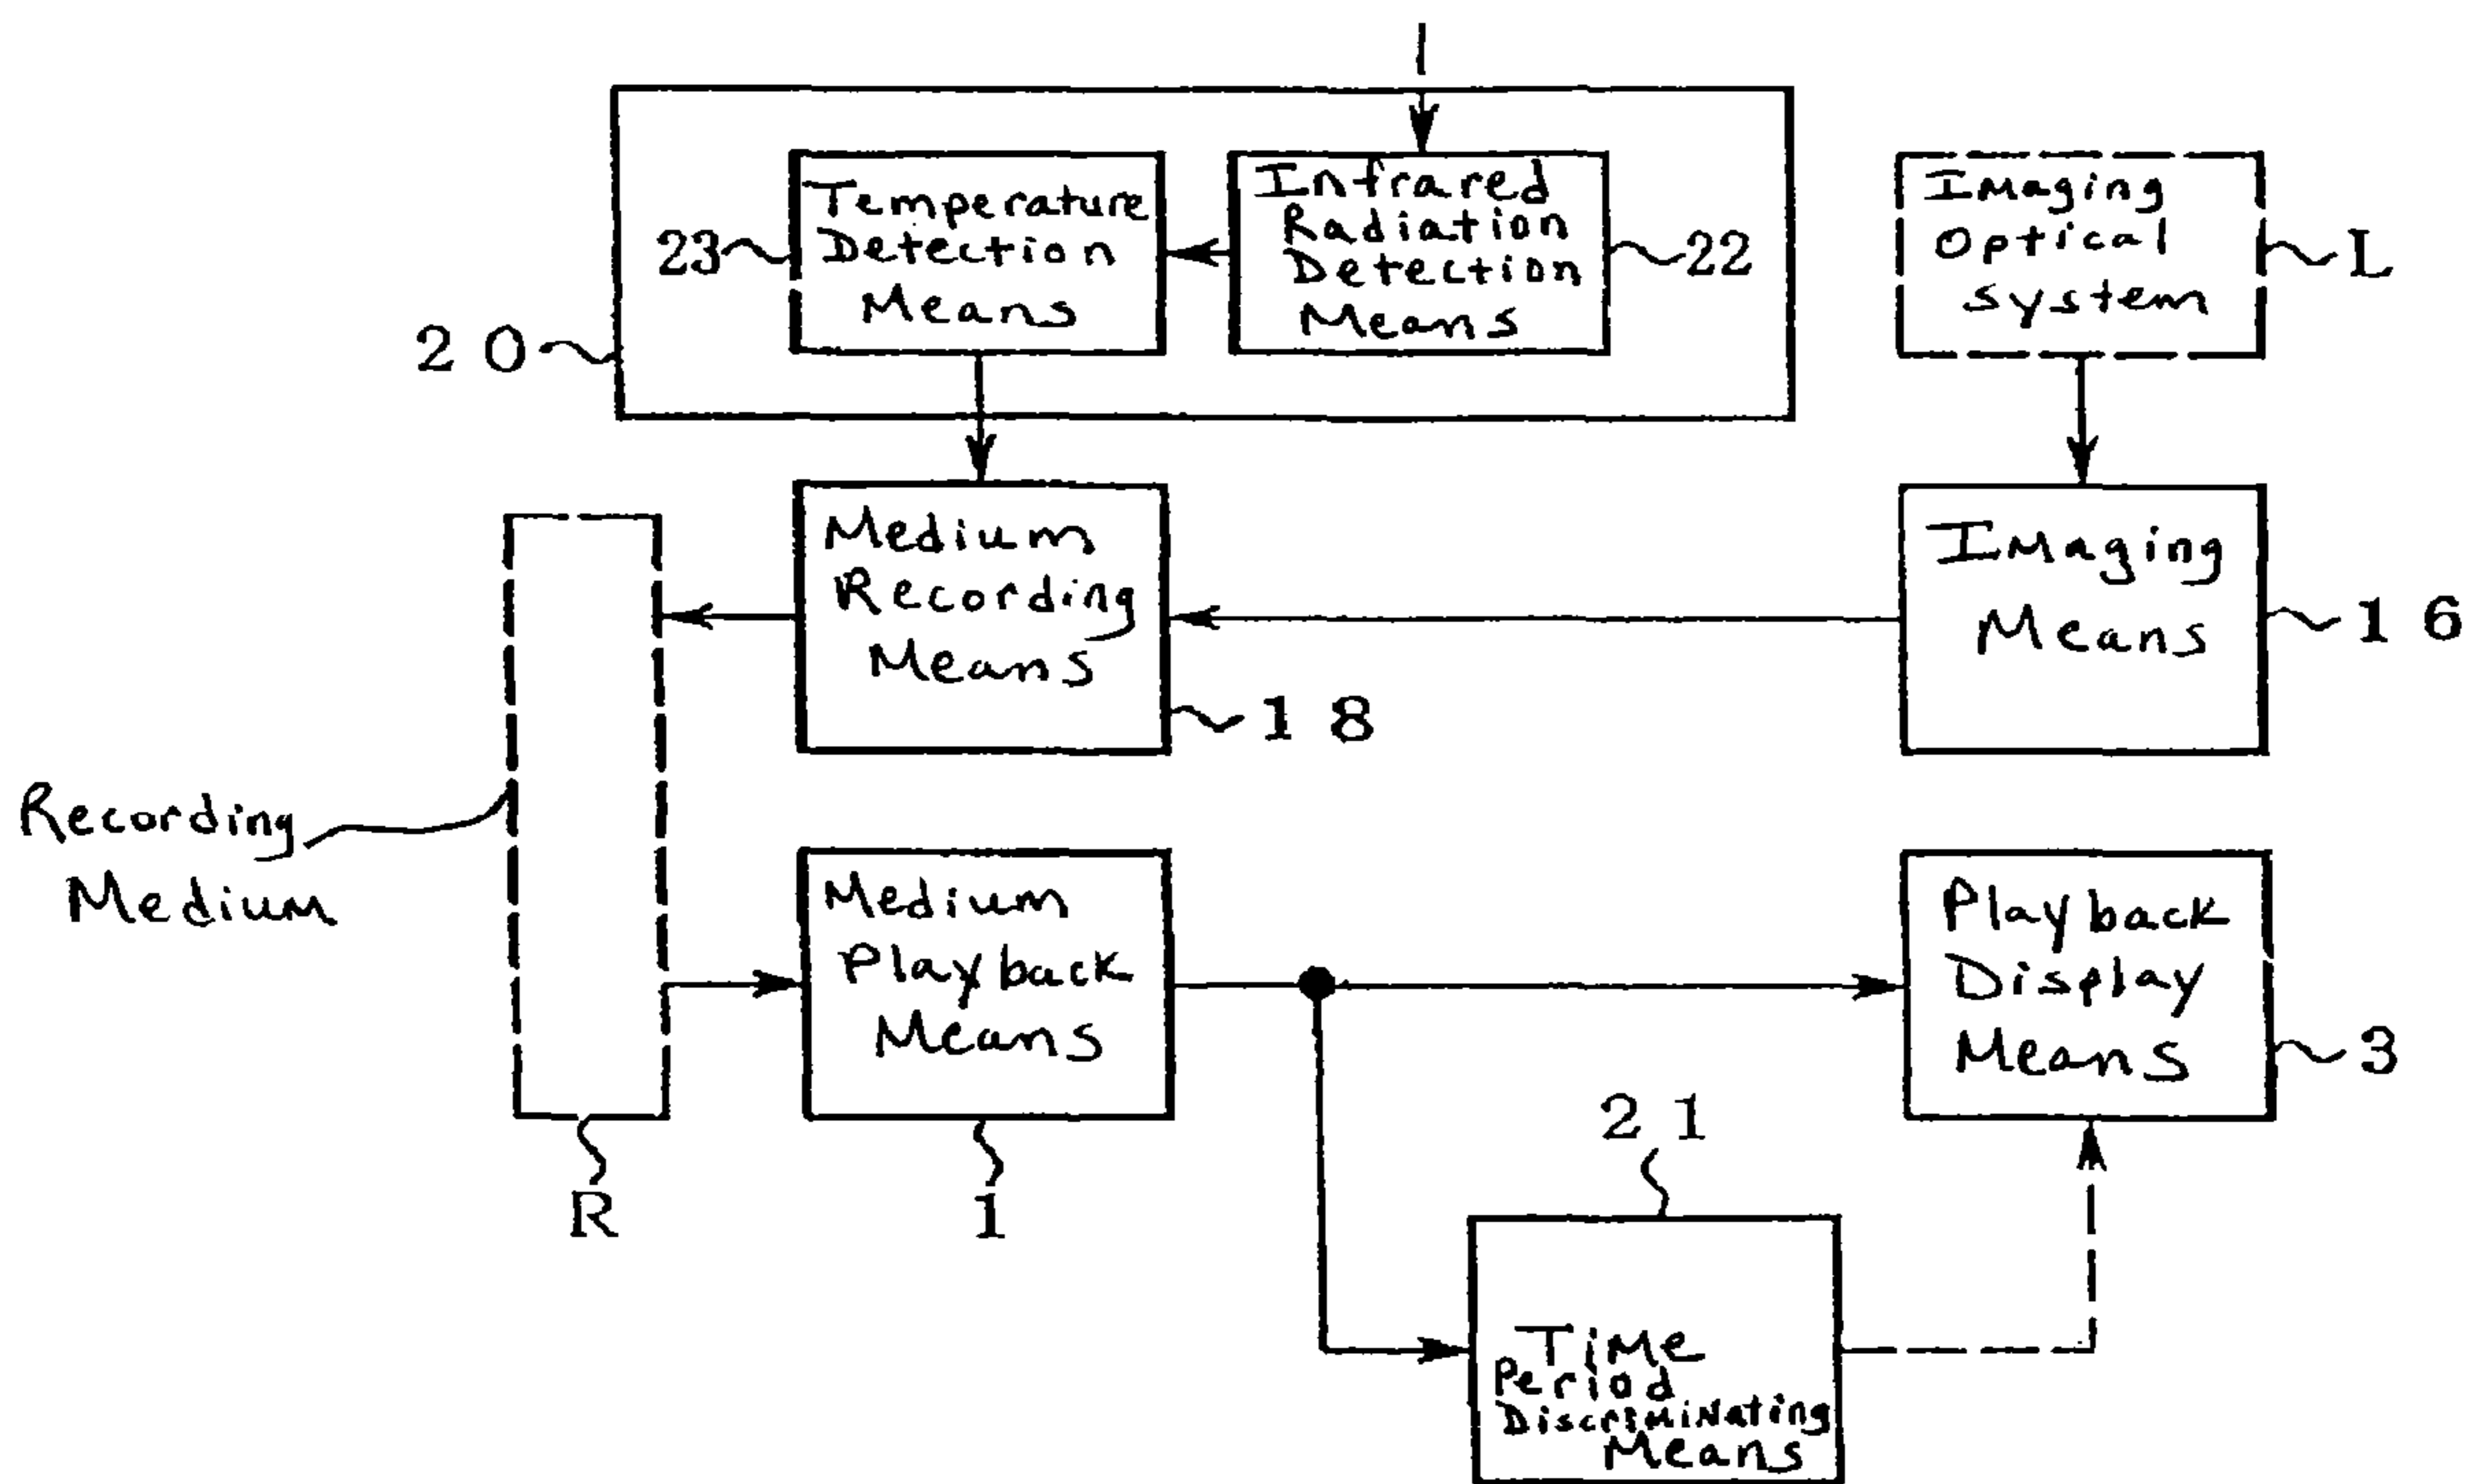 Temperature
Detection
Means
23
Infrared
Radiation
Detection
Means
22
Imaging
Optical
system
L
20
Medium
Recording
Means
18
Imaging
Means
16
Recording
Medium
R
Medium
Playback
Means
1
Playback
Display
Means
3
21
Time
Period
Discriminating
Means